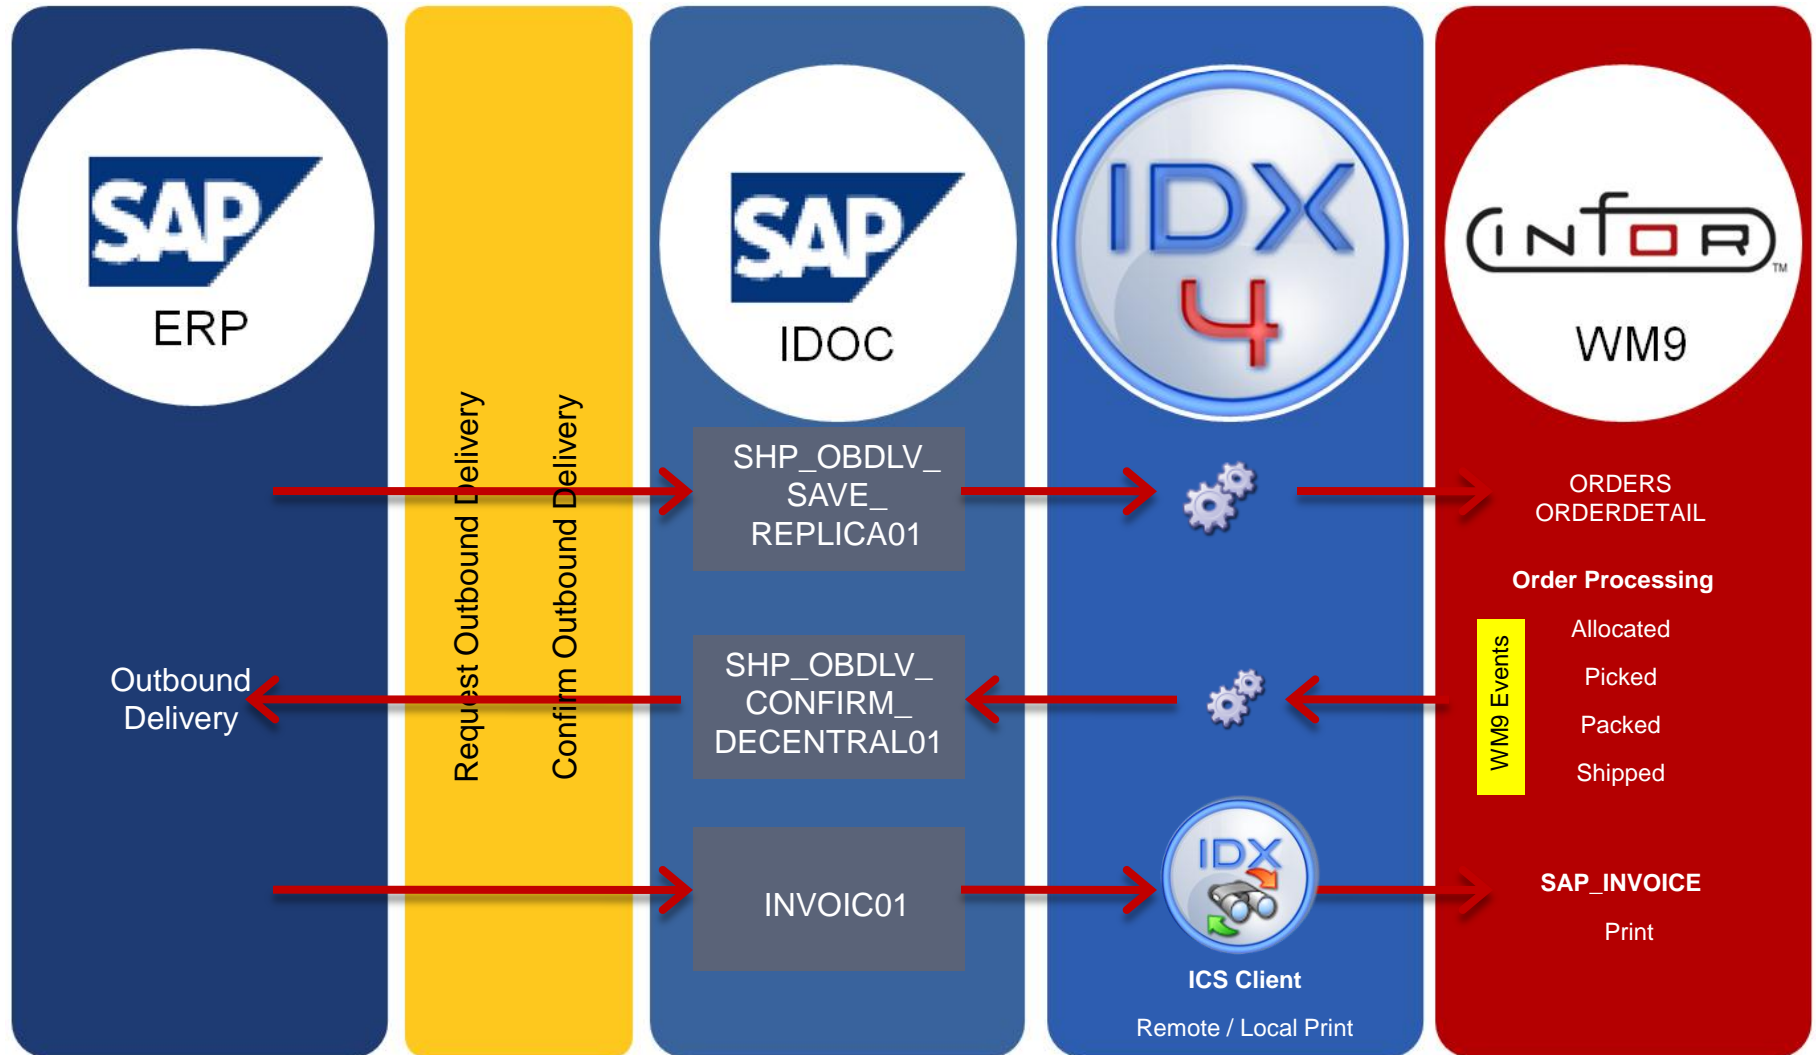 SAP
ERP
Outbound
Delivery
Request Outbound Delivery
Confirm Outbound Delivery
SAP
IDOC
SHP_OBDLV_
SAVE_
REPLICA01
SHP_OBDLV_
CONFIRM_
DECENTRAL01
INVOIC01
IDX
4
IDX
ICS Client
Remote / Local Print
INFOR
TM
WM9
ORDERS
ORDERDETAIL
Order Processing
WM9 Events
Allocated
Picked
Packed
Shipped
SAP_INVOICE
Print